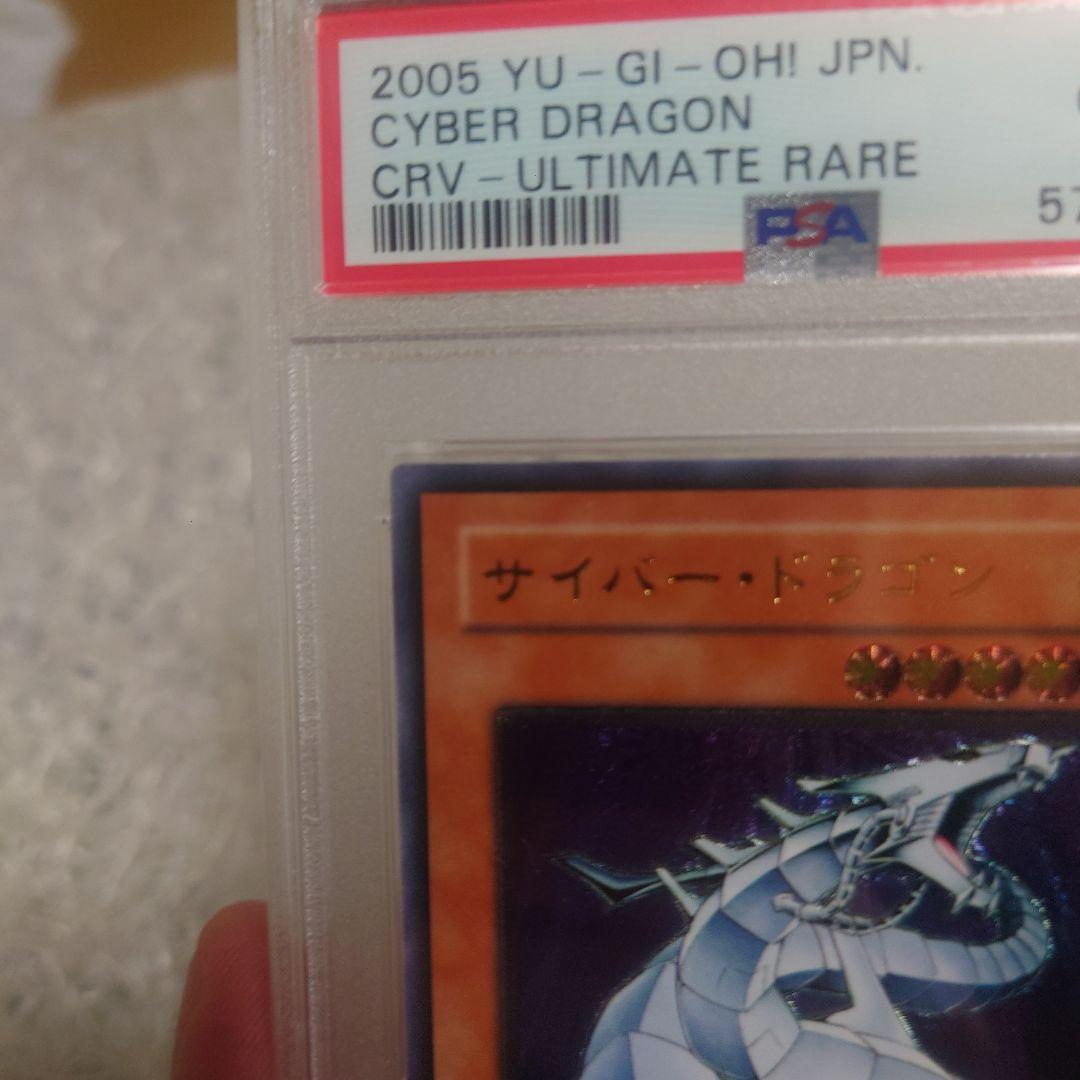 2005 YU-GI-OH! JPN.
CYBER DRAGON
CRV-ULTIMATE RARE
PSA
57
サイバー・ドラゴン